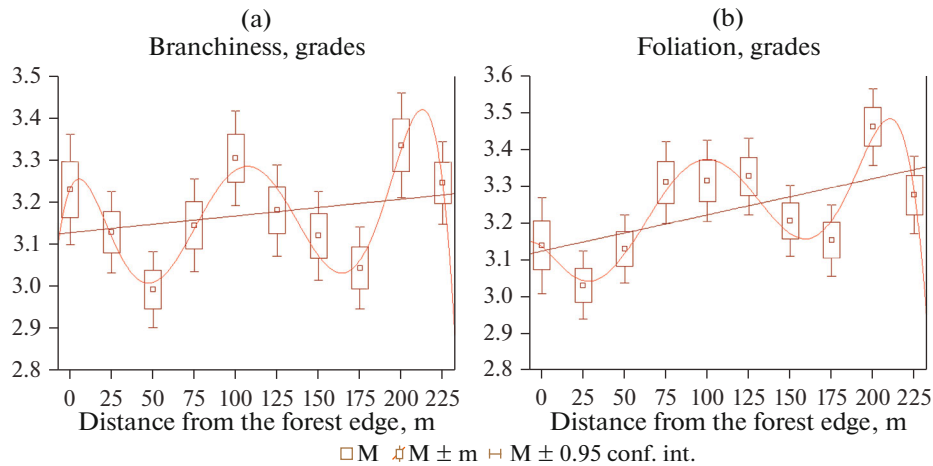 (a)
Branchiness, grades
3.5
3.4
3.3
3.2
3.1
3.0
2.9
2.8
0 25 50 75 100 125 150 175 200 225
Distance from the forest edge, m
(b)
Foliation, grades
3.6
3.5
3.4
3.3
3.2
3.1
3.0
2.9
2.8
0 25 50 75 100 125 150 175 200 225
Distance from the forest edge, m
M M ± m M ± 0.95 conf. int.